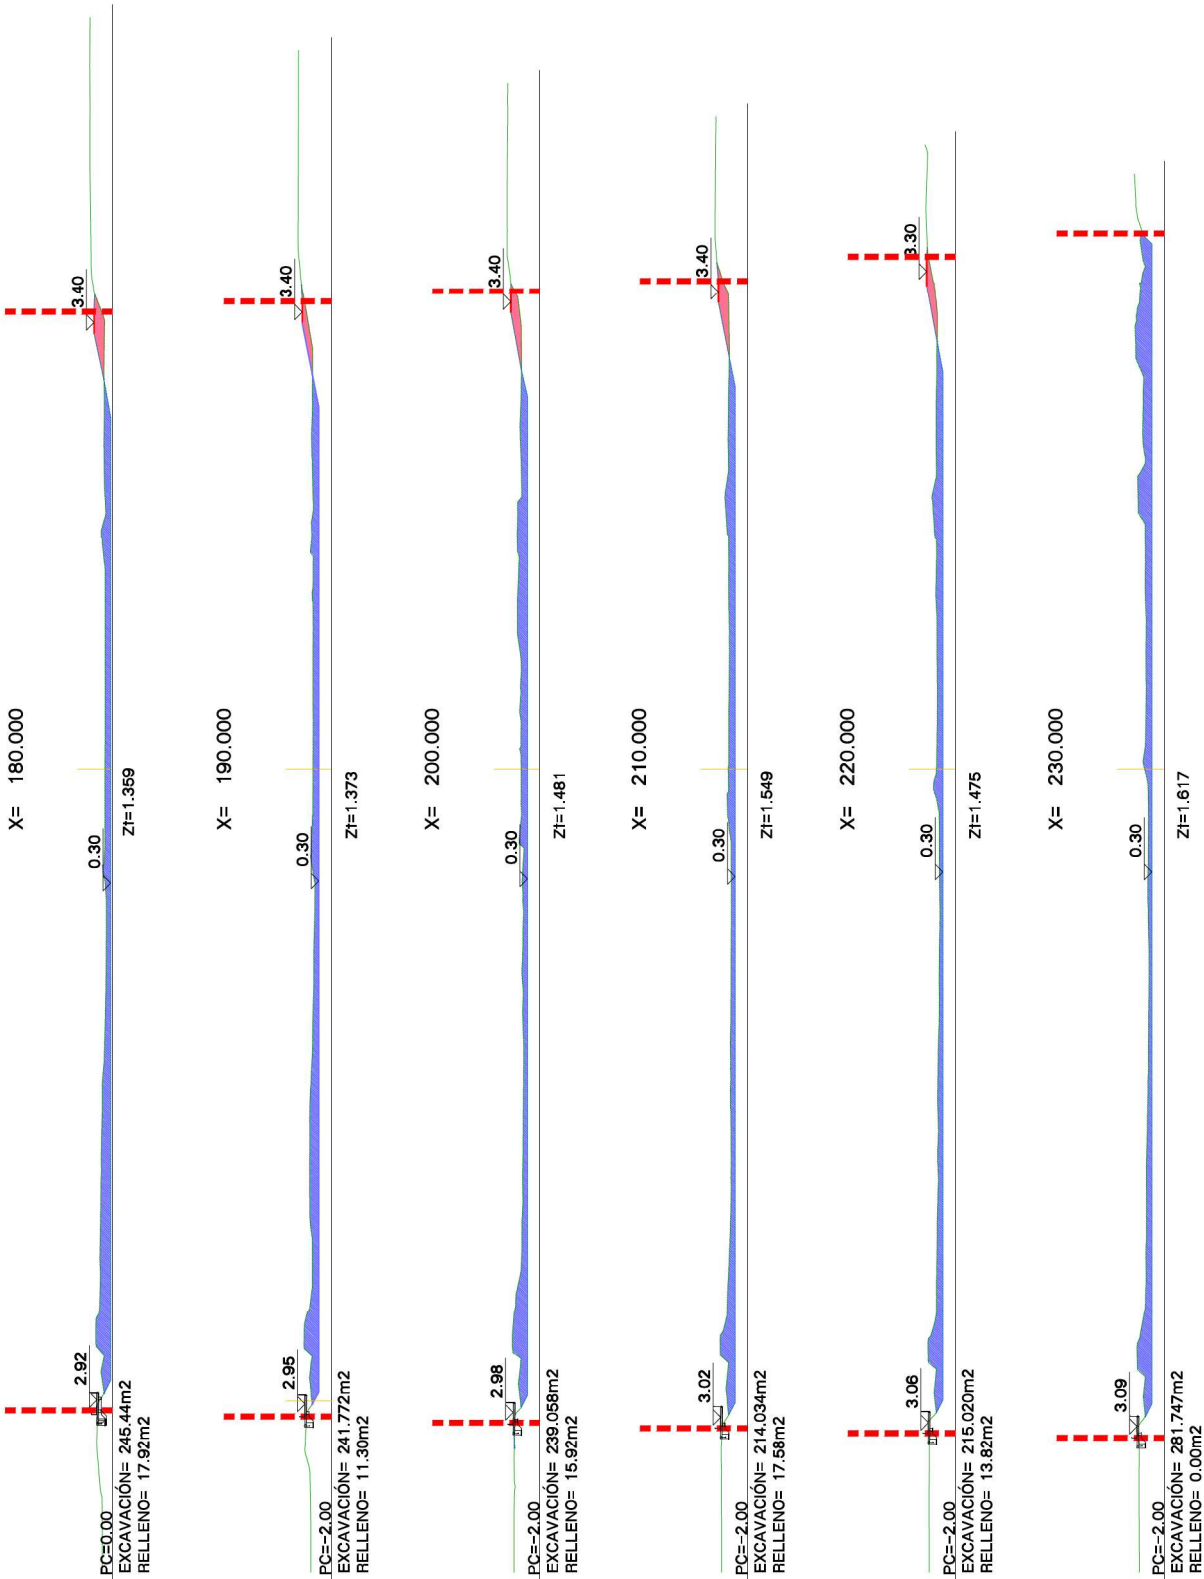 X= 180.000
3.40
0.30
2.92
Zt=1.359
PC=0.00
EXCAVACIÓN= 245.44m2
RELLENO= 17.92m2
X= 190.000
3.40
0.30
2.95
Zt=1.373
PC=-2.00
EXCAVACIÓN= 241.772m2
RELLENO= 11.30m2
X= 200.000
3.40
0.30
2.98
Zt=1.481
PC=-2.00
EXCAVACIÓN= 239.058m2
RELLENO= 15.92m2
X= 210.000
3.40
0.30
3.02
Zt=1.549
PC=-2.00
EXCAVACIÓN= 214.034m2
RELLENO= 17.58m2
X= 220.000
3.30
0.30
3.06
Zt=1.475
PC=-2.00
EXCAVACIÓN= 215.020m2
RELLENO= 13.82m2
X= 230.000
0.30
3.09
Zt=1.617
PC=-2.00
EXCAVACIÓN= 281.747m2
RELLENO= 0.00m2